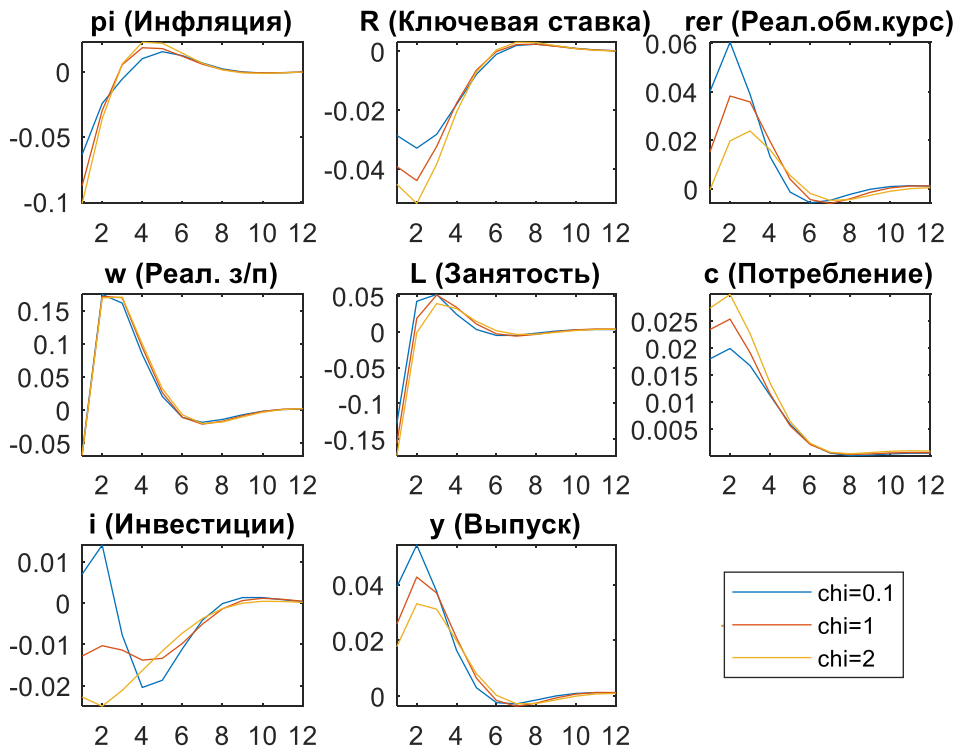 pi (Инфляция)
0
-0.05
-0.1
2 4 6 8 10 12
R (Ключевая ставка)
0
-0.02
-0.04
2 4 6 8 10 12
rer (Реал.обм.курс)
0.06
0.04
0.02
0
2 4 6 8 10 12
w (Реал. з/п)
0.15
0.1
0.05
0
-0.05
2 4 6 8 10 12
L (Занятость)
0.05
0
-0.05
-0.1
-0.15
2 4 6 8 10 12
c (Потребление)
0.025
0.02
0.015
0.01
0.005
2 4 6 8 10 12
i (Инвестиции)
0.01
0
-0.01
-0.02
2 4 6 8 10 12
y (Выпуск)
0.04
0.02
0
2 4 6 8 10 12
chi=0.1
chi=1
chi=2